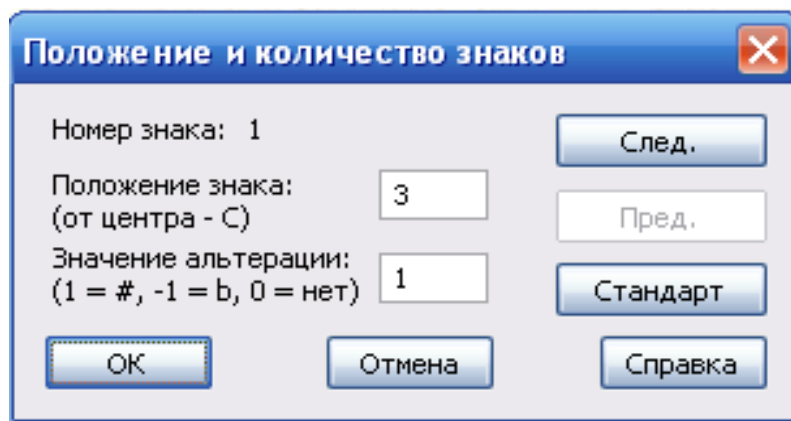 Положение и количество знаков
Номер знака: 1
След.
Положение знака:
(от центра - C)
3
Пред.
Значение альтерации:
(1 = #, -1 = b, 0 = нет)
1
Стандарт
OK
Отмена
Справка